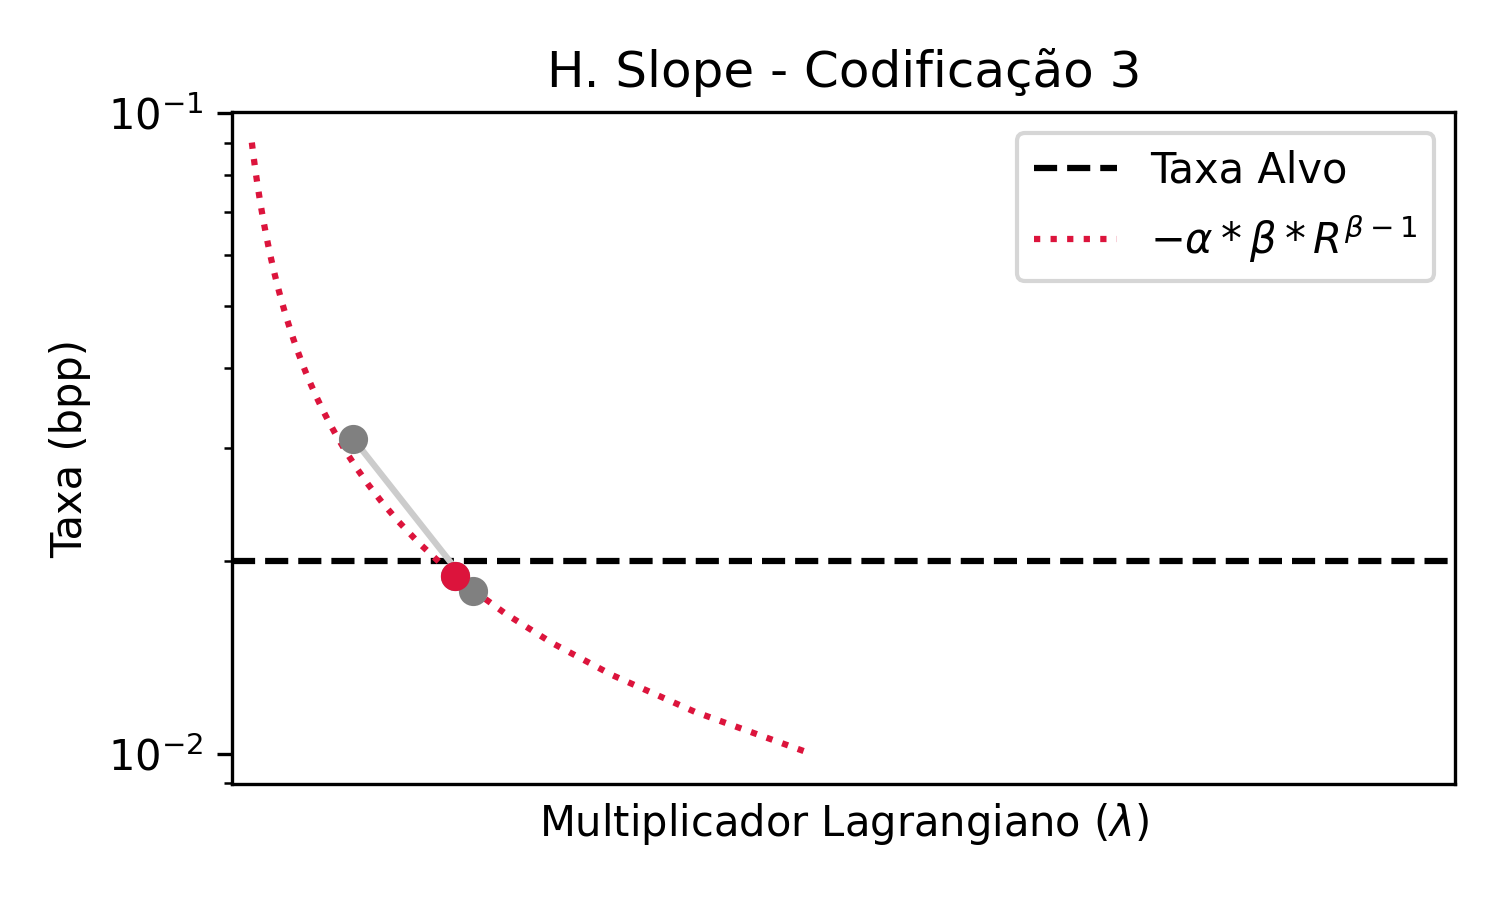 H. Slope - Codificação 3
10⁻¹
Taxa Alvo
−α * β * R^{β − 1}
Taxa (bpp)
10⁻²
Multiplicador Lagrangiano (λ)